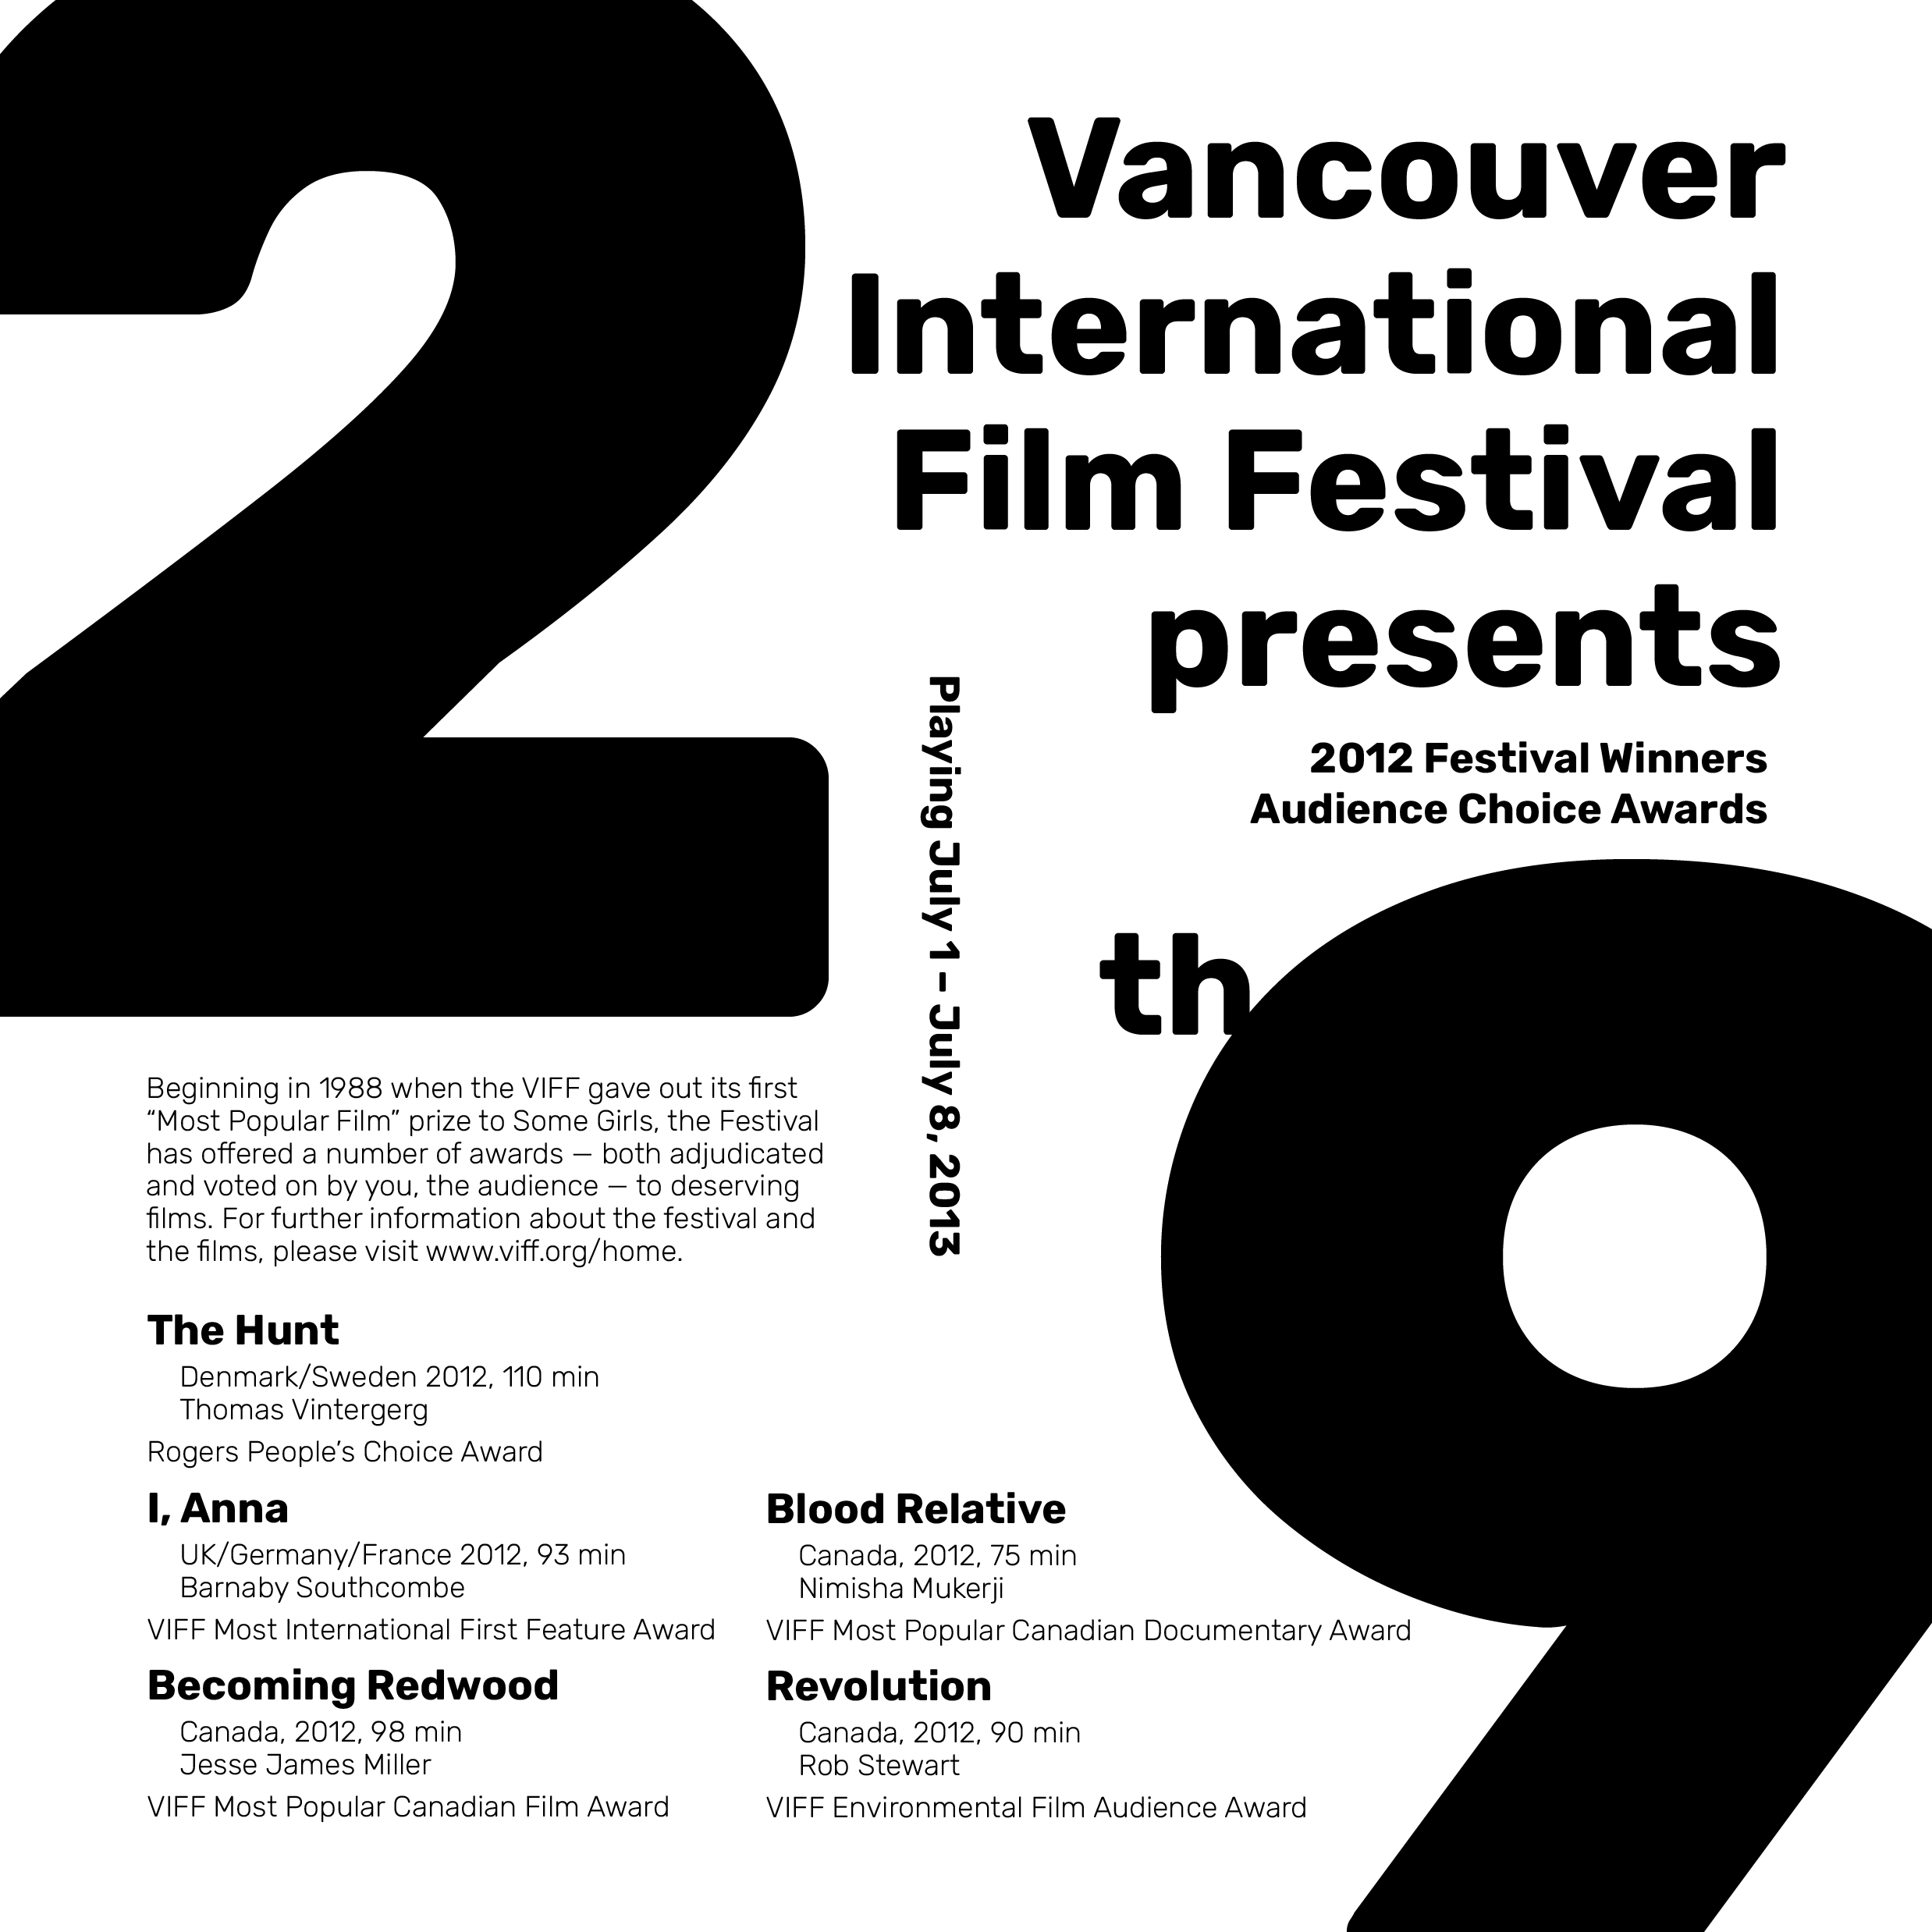 29
th
Vancouver
International
Film Festival
presents
2012 Festival Winners
Audience Choice Awards
Playing July 1 – July 8, 2013
Beginning in 1988 when the VIFF gave out its first
“Most Popular Film” prize to Some Girls, the Festival
has offered a number of awards — both adjudicated
and voted on by you, the audience — to deserving
films. For further information about the festival and
the films, please visit www.viff.org/home.
The Hunt
Denmark/Sweden 2012, 110 min
Thomas Vintergerg
Rogers People’s Choice Award
I, Anna
UK/Germany/France 2012, 93 min
Barnaby Southcombe
VIFF Most International First Feature Award
Becoming Redwood
Canada, 2012, 98 min
Jesse James Miller
VIFF Most Popular Canadian Film Award
Blood Relative
Canada, 2012, 75 min
Nimisha Mukerji
VIFF Most Popular Canadian Documentary Award
Revolution
Canada, 2012, 90 min
Rob Stewart
VIFF Environmental Film Audience Award